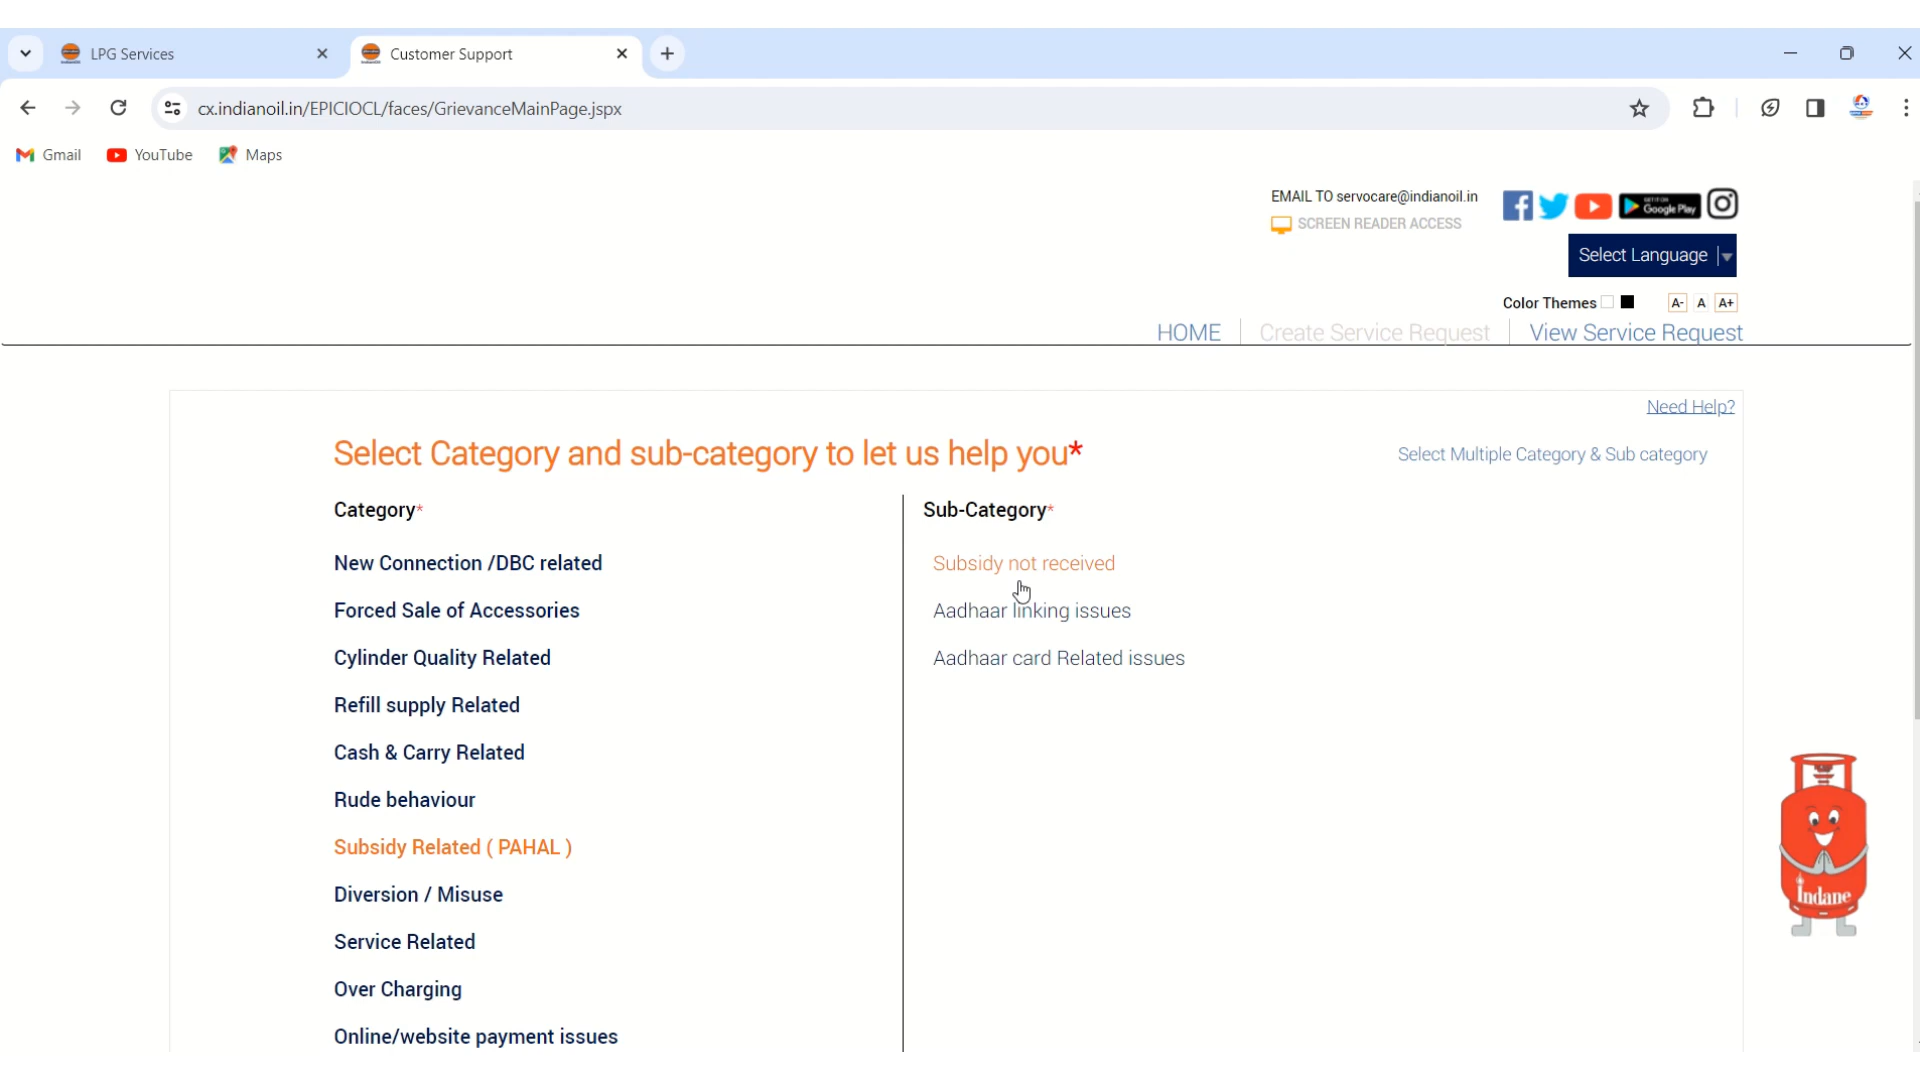 LPG Services
Customer Support
cx.indianoil.in/EPICIOCL/faces/GrievanceMainPage.jspx
Gmail
YouTube
Maps
EMAIL TO servocare@indianoil.in
GET IT ON
Google Play
SCREEN READER ACCESS
Select Language
Color Themes
A- A A+
HOME
Create Service Request
View Service Request
Need Help?
Select Category and sub-category to let us help you*
Select Multiple Category & Sub category
Category*
Sub-Category*
New Connection /DBC related
Subsidy not received
Forced Sale of Accessories
Aadhaar linking issues
Cylinder Quality Related
Aadhaar card Related issues
Refill supply Related
Cash & Carry Related
Rude behaviour
Subsidy Related ( PAHAL )
Diversion / Misuse
Indane
Service Related
Over Charging
Online/website payment issues